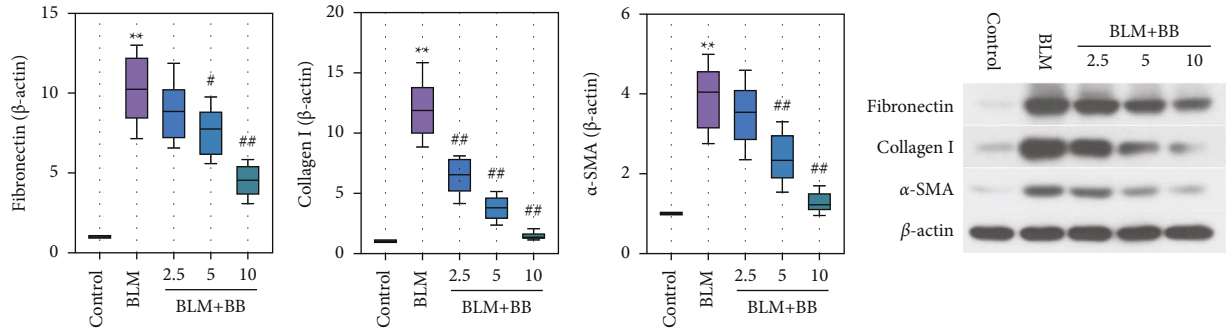 Fibronectin (β-actin)
15
10
5
0
**
#
##
Control
BLM
2.5
5
10
BLM+BB
Collagen I (β-actin)
20
15
10
5
0
**
##
##
##
Control
BLM
2.5
5
10
BLM+BB
α-SMA (β-actin)
6
4
2
0
**
##
##
Control
BLM
2.5
5
10
BLM+BB
Control
BLM
BLM+BB
2.5
5
10
Fibronectin
Collagen I
α-SMA
β-actin